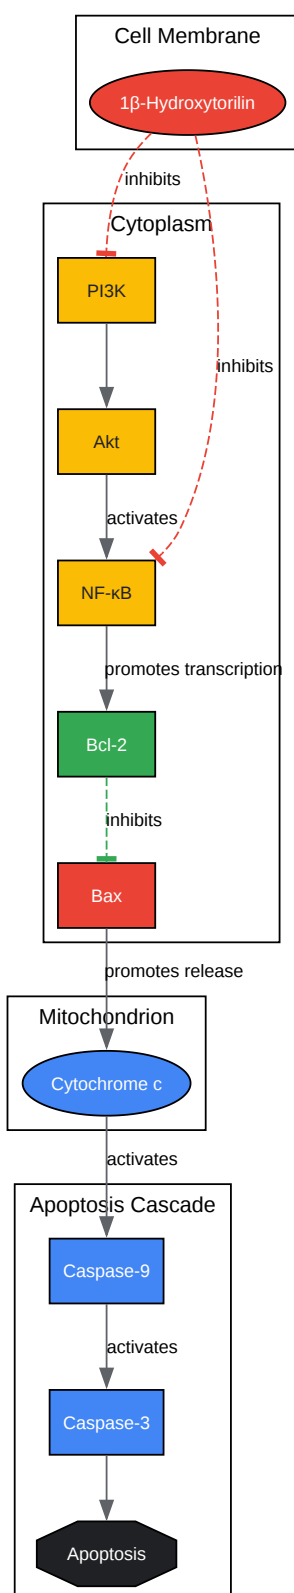 Cell Membrane
1β-Hydroxytorilin
inhibits
Cytoplasm
PI3K
inhibits
Akt
activates
NF-κB
promotes transcription
Bcl-2
inhibits
Bax
promotes release
Mitochondrion
Cytochrome c
activates
Apoptosis Cascade
Caspase-9
activates
Caspase-3
Apoptosis